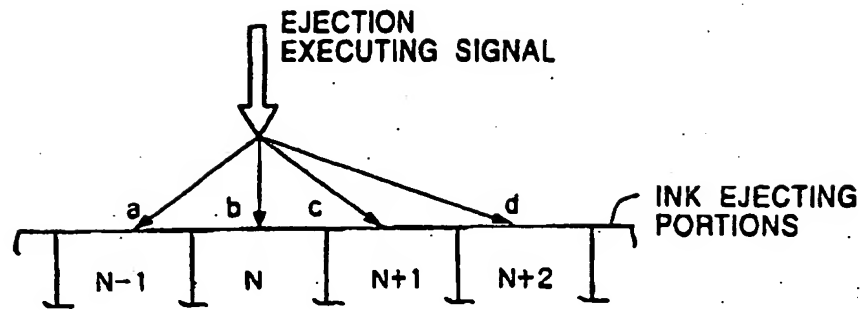 EJECTION
EXECUTING SIGNAL
a b c d
INK EJECTING
PORTIONS
N-1 N N+1 N+2